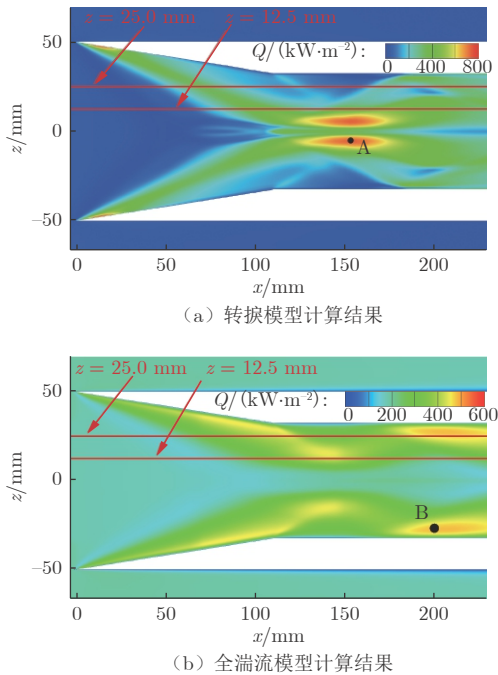 z = 25.0 mm
z = 12.5 mm
Q/(kW·m⁻²):
0 400 800
50
0
−50
z/mm
A
0 50 100 150 200
x/mm
（a）转捩模型计算结果
z = 25.0 mm
z = 12.5 mm
Q/(kW·m⁻²):
0 200 400 600
50
0
−50
z/mm
B
0 50 100 150 200
x/mm
（b）全湍流模型计算结果